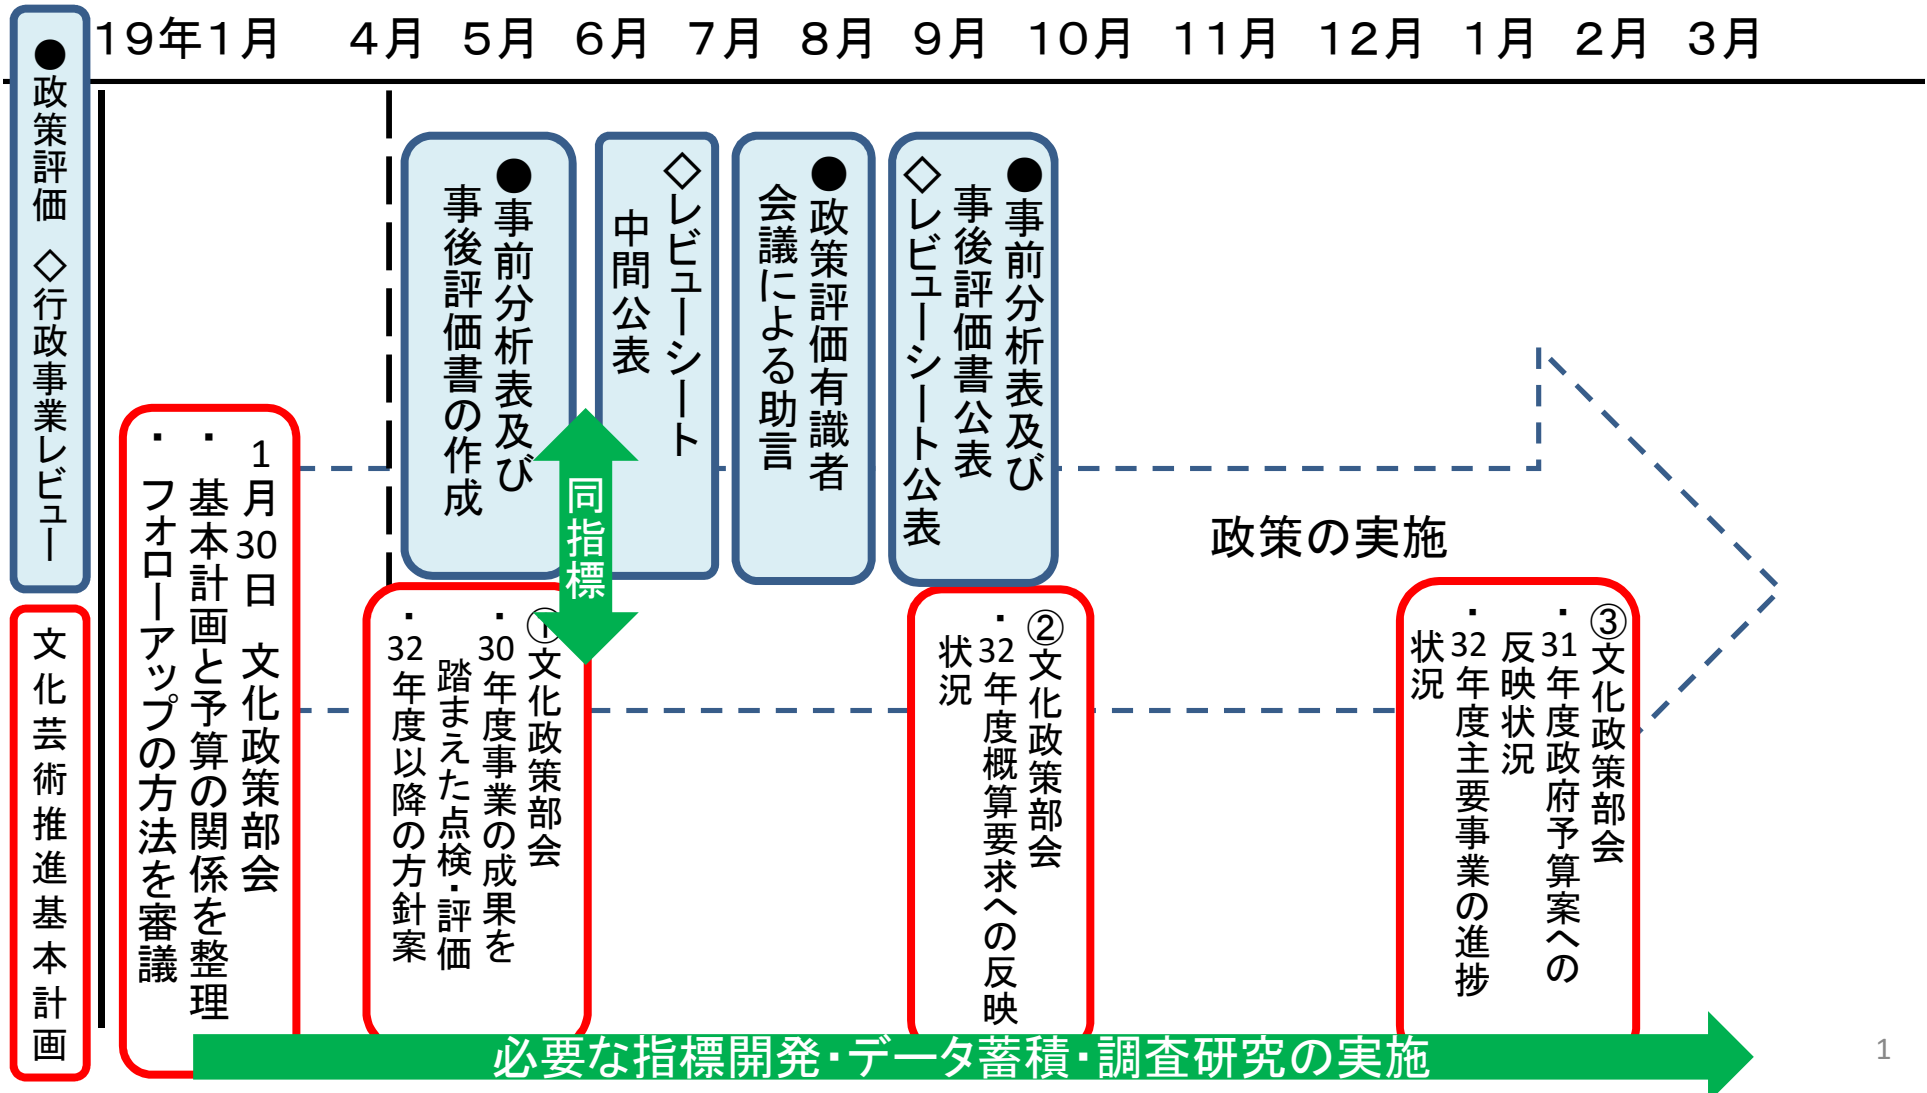 19年1月 4月 5月 6月 7月 8月 9月 10月 11月 12月 1月 2月 3月
●政策評価 ◇行政事業レビュー
文化芸術推進基本計画
1月30日 文化政策部会
・基本計画と予算の関係を整理
・フォローアップの方法を審議
●事前分析表及び
事後評価書の作成
◇レビューシート
中間公表
●政策評価有識者
会議による助言
●事前分析表及び
事後評価書公表
◇レビューシート公表
同指標
政策の実施
①文化政策部会
・30年度事業の成果を
踏まえた点検・評価
・32年度以降の方針案
②文化政策部会
・32年度概算要求への反映
状況
③文化政策部会
・31年度政府予算案への
反映状況
・32年度主要事業の進捗
状況
必要な指標開発・データ蓄積・調査研究の実施
1